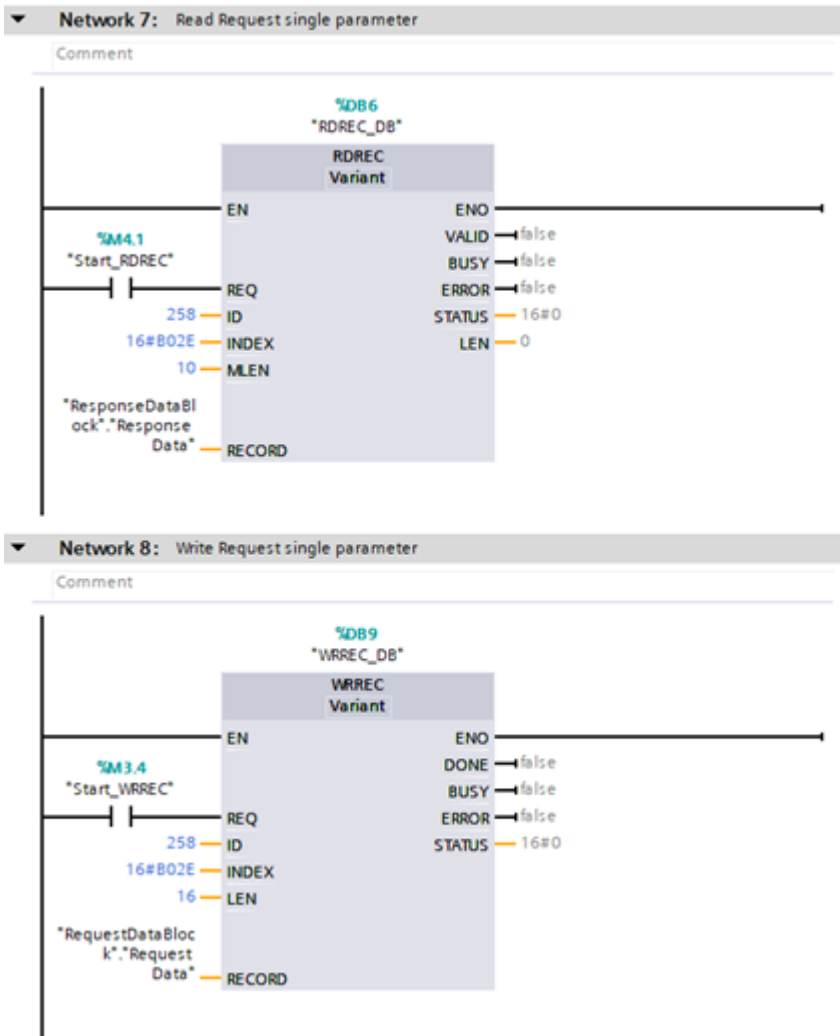 Network 7: Read Request single parameter
Comment
%DB6
"RDREC_DB"
RDREC
Variant
EN ENO
VALID false
%M4.1
"Start_RDREC"
BUSY false
REQ ERROR false
258 ID STATUS 16#0
16#B02E INDEX LEN 0
10 MLEN
"ResponseDataBl
ock"."Response
Data" RECORD
Network 8: Write Request single parameter
Comment
%DB9
"WRREC_DB"
WRREC
Variant
EN ENO
DONE false
%M3.4
"Start_WRREC"
BUSY false
REQ ERROR false
258 ID STATUS 16#0
16#B02E INDEX
16 LEN
"RequestDataBloc
k"."Request
Data" RECORD